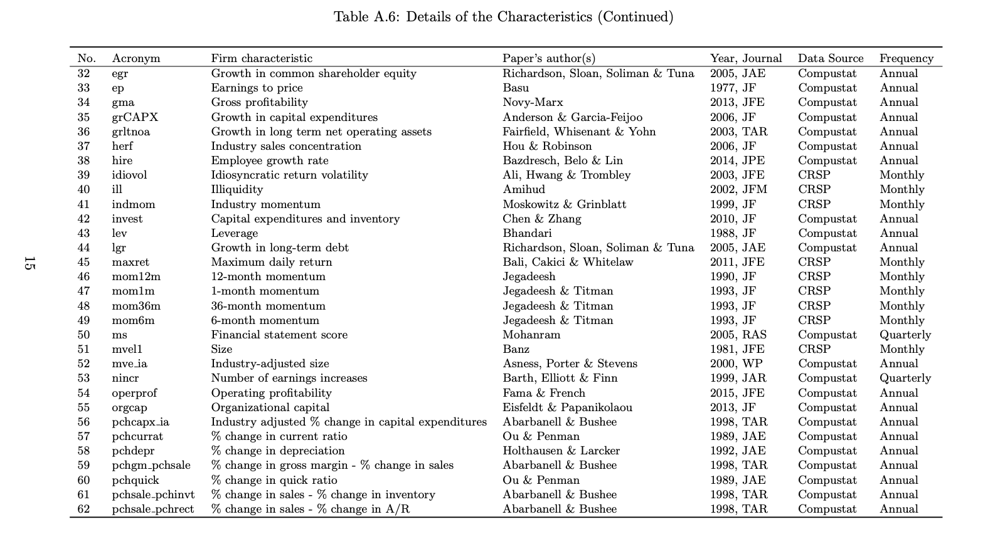 Table A.6: Details of the Characteristics (Continued)
No. Acronym Firm characteristic Paper's author(s) Year, Journal Data Source Frequency
32 egr Growth in common shareholder equity Richardson, Sloan, Soliman & Tuna 2005, JAE Compustat Annual
33 ep Earnings to price Basu 1977, JF Compustat Annual
34 gma Gross profitability Novy-Marx 2013, JFE Compustat Annual
35 grCAPX Growth in capital expenditures Anderson & Garcia-Feijoo 2006, JF Compustat Annual
36 grltnoa Growth in long term net operating assets Fairfield, Whisenant & Yohn 2003, TAR Compustat Annual
37 herf Industry sales concentration Hou & Robinson 2006, JF Compustat Annual
38 hire Employee growth rate Bazdresch, Belo & Lin 2014, JPE Compustat Annual
39 idiovol Idiosyncratic return volatility Ali, Hwang & Trombley 2003, JFE CRSP Monthly
40 ill Illiquidity Amihud 2002, JFM CRSP Monthly
41 indmom Industry momentum Moskowitz & Grinblatt 1999, JF CRSP Monthly
42 invest Capital expenditures and inventory Chen & Zhang 2010, JF Compustat Annual
43 lev Leverage Bhandari 1988, JF Compustat Annual
44 lgr Growth in long-term debt Richardson, Sloan, Soliman & Tuna 2005, JAE Compustat Annual
45 maxret Maximum daily return Bali, Cakici & Whitelaw 2011, JFE CRSP Monthly
46 mom12m 12-month momentum Jegadeesh 1990, JF CRSP Monthly
47 mom1m 1-month momentum Jegadeesh & Titman 1993, JF CRSP Monthly
48 mom36m 36-month momentum Jegadeesh & Titman 1993, JF CRSP Monthly
49 mom6m 6-month momentum Jegadeesh & Titman 1993, JF CRSP Monthly
50 ms Financial statement score Mohanram 2005, RAS Compustat Quarterly
51 mvel1 Size Banz 1981, JFE CRSP Monthly
52 mve_ia Industry-adjusted size Asness, Porter & Stevens 2000, WP Compustat Annual
53 nincr Number of earnings increases Barth, Elliott & Finn 1999, JAR Compustat Quarterly
54 operprof Operating profitability Fama & French 2015, JFE Compustat Annual
55 orgcap Organizational capital Eisfeldt & Papanikolaou 2013, JF Compustat Annual
56 pchcapx_ia Industry adjusted % change in capital expenditures Abarbanell & Bushee 1998, TAR Compustat Annual
57 pchcurrat % change in current ratio Ou & Penman 1989, JAE Compustat Annual
58 pchdepr % change in depreciation Holthausen & Larcker 1992, JAE Compustat Annual
59 pchgm_pchsale % change in gross margin - % change in sales Abarbanell & Bushee 1998, TAR Compustat Annual
60 pchquick % change in quick ratio Ou & Penman 1989, JAE Compustat Annual
61 pchsale_pchinvt % change in sales - % change in inventory Abarbanell & Bushee 1998, TAR Compustat Annual
62 pchsale_pchrect % change in sales - % change in A/R Abarbanell & Bushee 1998, TAR Compustat Annual
15